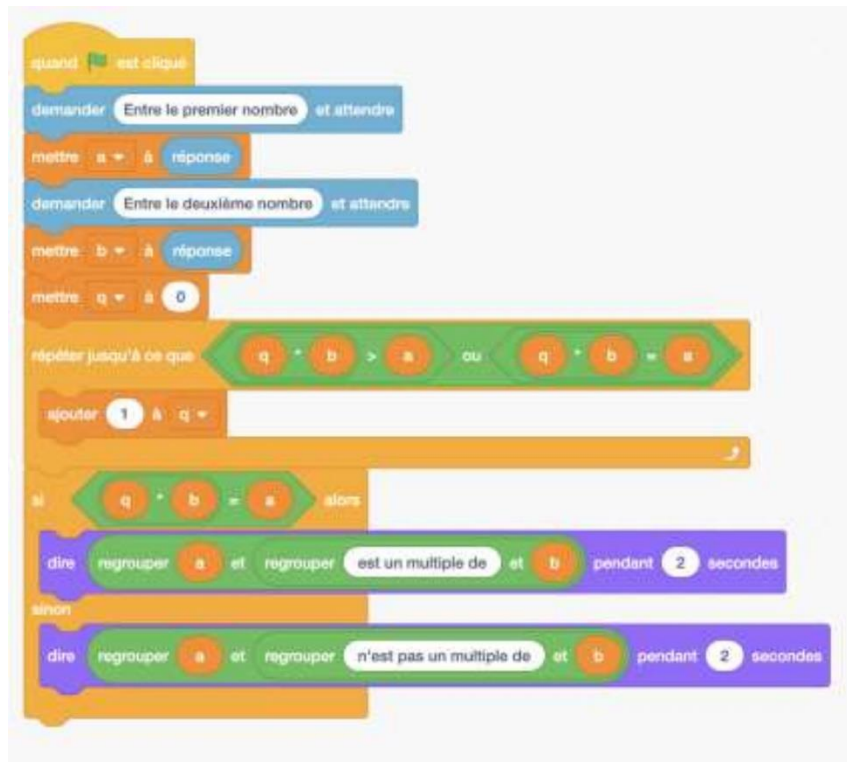 quand est cliqué
demander Entre le premier nombre et attendre
mettre a à réponse
demander Entre le deuxième nombre et attendre
mettre b à réponse
mettre q à 0
répéter jusqu'à ce que q * b > a ou q * b = a
ajouter 1 à q
si q * b = a alors
dire regrouper a et regrouper est un multiple de et b pendant 2 secondes
sinon
dire regrouper a et regrouper n'est pas un multiple de et b pendant 2 secondes